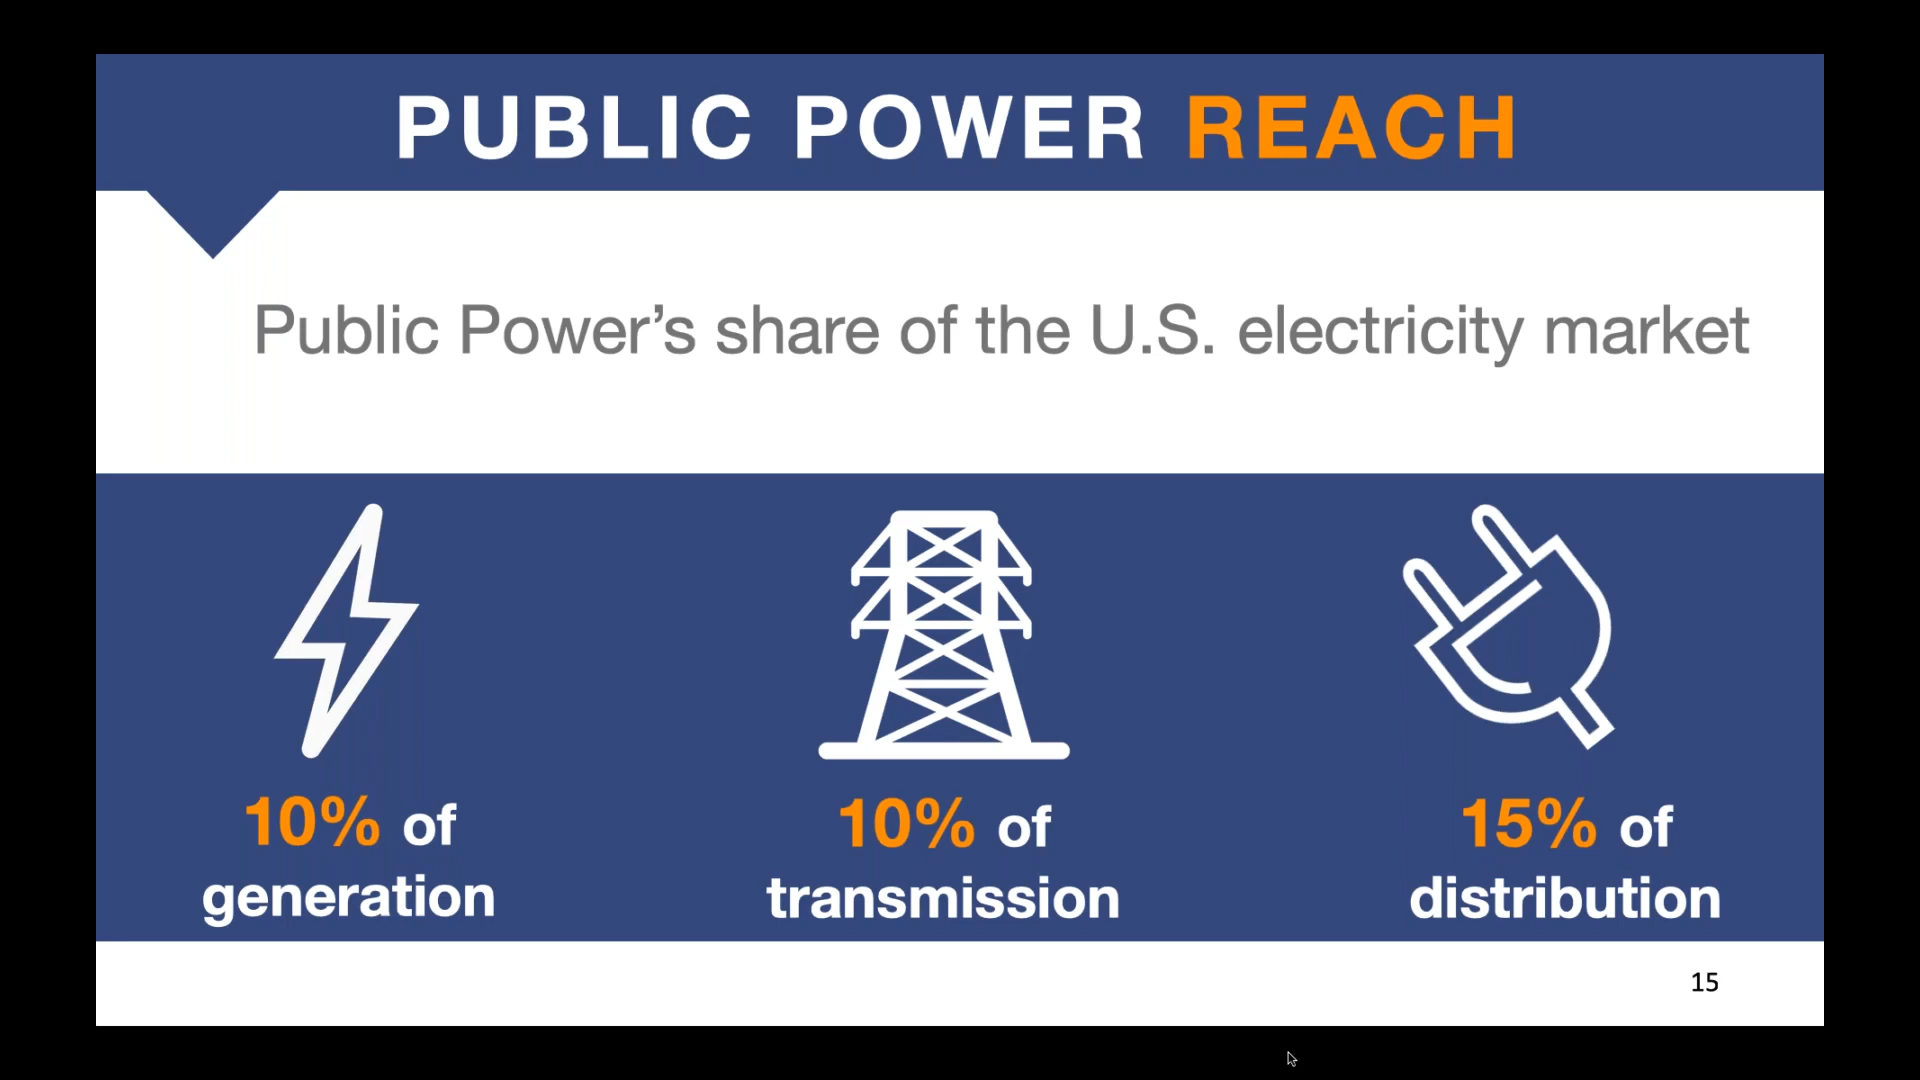 PUBLIC POWER REACH
Public Power’s share of the U.S. electricity market
10% of
generation
10% of
transmission
15% of
distribution
15